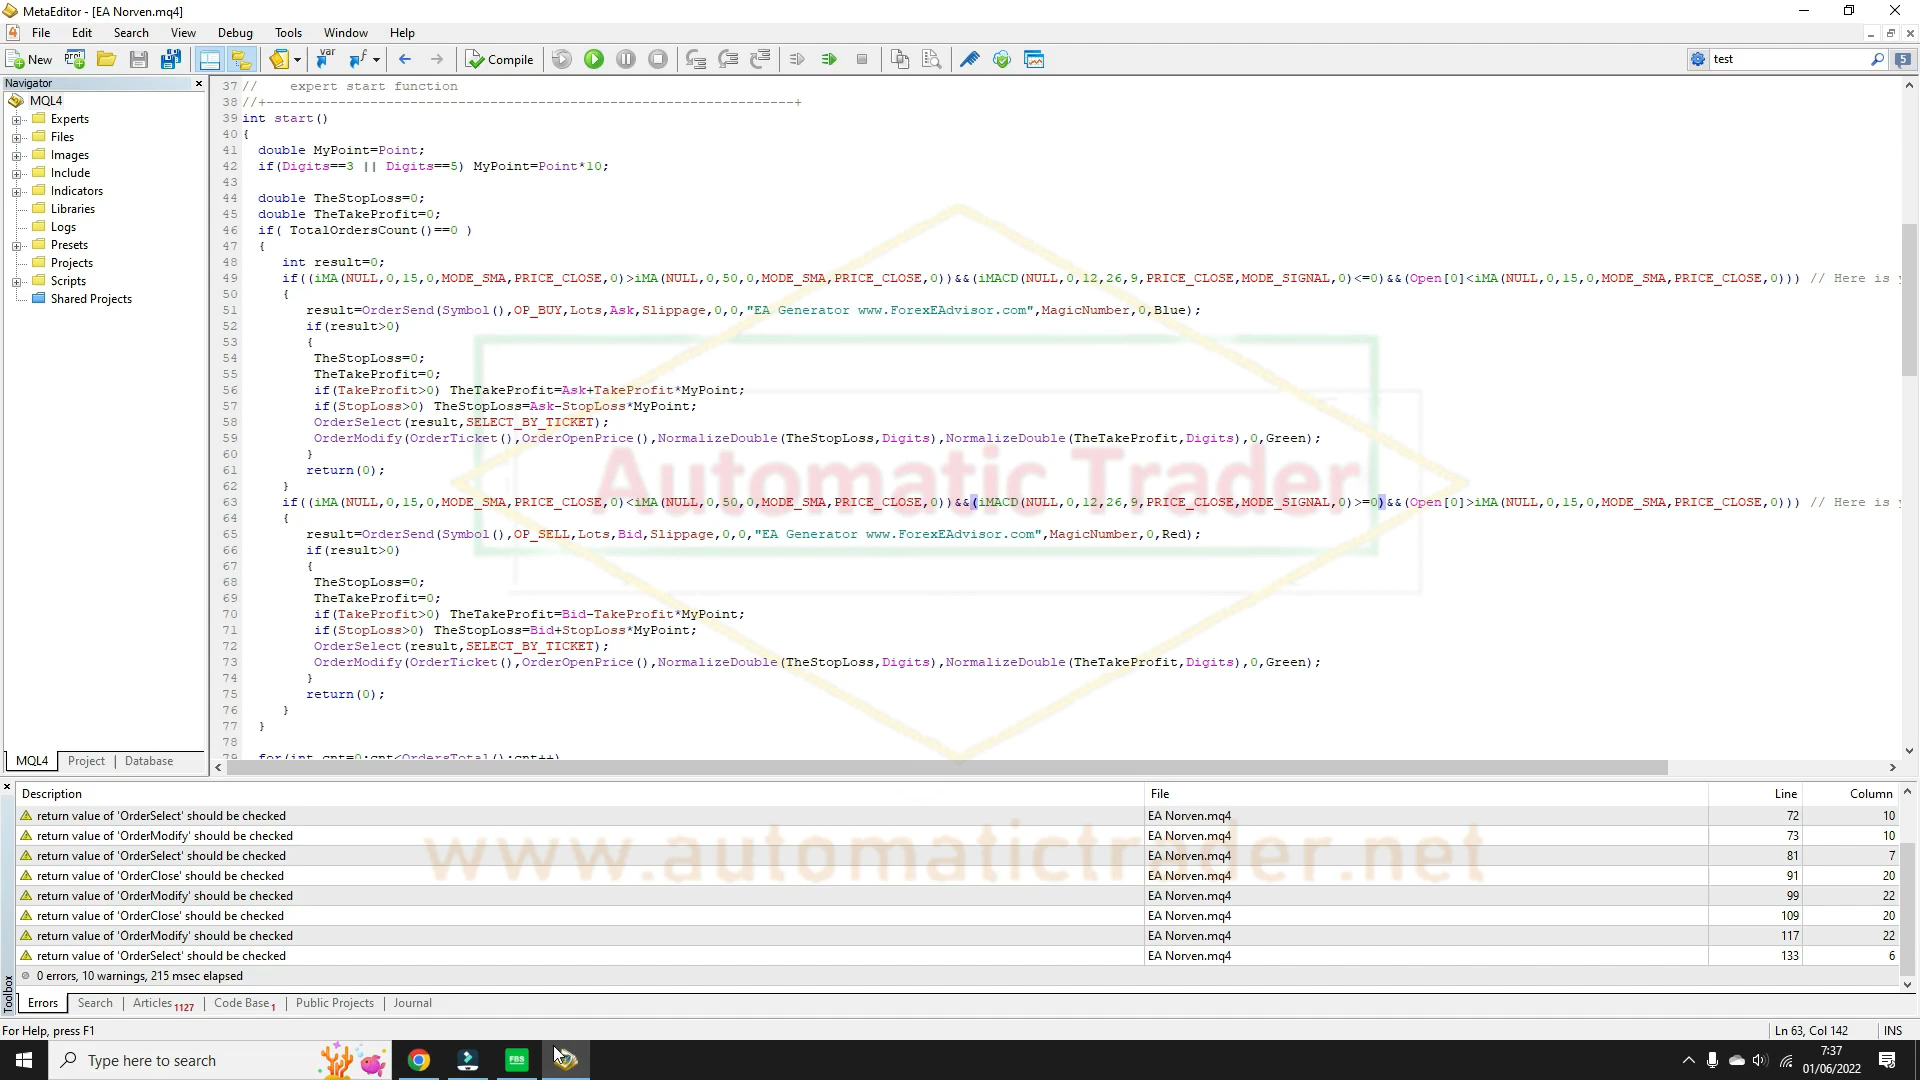 MetaEditor - [EA Norven.mq4]
File Edit Search View Debug Tools Window Help
New Compile test 5
Navigator
MQL4
Experts
Files
Images
Include
Indicators
Libraries
Logs
Presets
Projects
Scripts
Shared Projects
MQL4 | Project | Database
37 // expert start function
38 //+------------------------------------------------------------------+
39 int start()
40 {
41 double MyPoint=Point;
42 if(Digits==3 || Digits==5) MyPoint=Point*10;
43
44 double TheStopLoss=0;
45 double TheTakeProfit=0;
46 if( TotalOrdersCount()==0 )
47 {
48 int result=0;
49 if((iMA(NULL,0,15,0,MODE_SMA,PRICE_CLOSE,0)>iMA(NULL,0,50,0,MODE_SMA,PRICE_CLOSE,0))&&(iMACD(NULL,0,12,26,9,PRICE_CLOSE,MODE_SIGNAL,0)<=0)&&(Open[0]<iMA(NULL,0,15,0,MODE_SMA,PRICE_CLOSE,0))) // Here is
50 {
51 result=OrderSend(Symbol(),OP_BUY,Lots,Ask,Slippage,0,0,"EA Generator www.ForexEAdvisor.com",MagicNumber,0,Blue);
52 if(result>0)
53 {
54 TheStopLoss=0;
55 TheTakeProfit=0;
56 if(TakeProfit>0) TheTakeProfit=Ask+TakeProfit*MyPoint;
57 if(StopLoss>0) TheStopLoss=Ask-StopLoss*MyPoint;
58 OrderSelect(result,SELECT_BY_TICKET);
59 OrderModify(OrderTicket(),OrderOpenPrice(),NormalizeDouble(TheStopLoss,Digits),NormalizeDouble(TheTakeProfit,Digits),0,Green);
60 }
61 return(0);
62 }
63 if((iMA(NULL,0,15,0,MODE_SMA,PRICE_CLOSE,0)<iMA(NULL,0,50,0,MODE_SMA,PRICE_CLOSE,0))&&(iMACD(NULL,0,12,26,9,PRICE_CLOSE,MODE_SIGNAL,0)>=0)&&(Open[0]>iMA(NULL,0,15,0,MODE_SMA,PRICE_CLOSE,0))) // Here is
64 {
65 result=OrderSend(Symbol(),OP_SELL,Lots,Bid,Slippage,0,0,"EA Generator www.ForexEAdvisor.com",MagicNumber,0,Red);
66 if(result>0)
67 {
68 TheStopLoss=0;
69 TheTakeProfit=0;
70 if(TakeProfit>0) TheTakeProfit=Bid-TakeProfit*MyPoint;
71 if(StopLoss>0) TheStopLoss=Bid+StopLoss*MyPoint;
72 OrderSelect(result,SELECT_BY_TICKET);
73 OrderModify(OrderTicket(),OrderOpenPrice(),NormalizeDouble(TheStopLoss,Digits),NormalizeDouble(TheTakeProfit,Digits),0,Green);
74 }
75 return(0);
76 }
77 }
78
79 for(int cnt=0;cnt<OrdersTotal();cnt++)
Automatic Trader
www.automatictrader.net
Description File Line Column
return value of 'OrderSelect' should be checked EA Norven.mq4 72 10
return value of 'OrderModify' should be checked EA Norven.mq4 73 10
return value of 'OrderSelect' should be checked EA Norven.mq4 81 7
return value of 'OrderClose' should be checked EA Norven.mq4 91 20
return value of 'OrderModify' should be checked EA Norven.mq4 99 22
return value of 'OrderClose' should be checked EA Norven.mq4 109 20
return value of 'OrderModify' should be checked EA Norven.mq4 117 22
return value of 'OrderSelect' should be checked EA Norven.mq4 133 6
0 errors, 10 warnings, 215 msec elapsed
Toolbox
Errors | Search | Articles 1127 | Code Base 1 | Public Projects | Journal
For Help, press F1 Ln 63, Col 142 INS
Type here to search FBS 7:37
01/06/2022